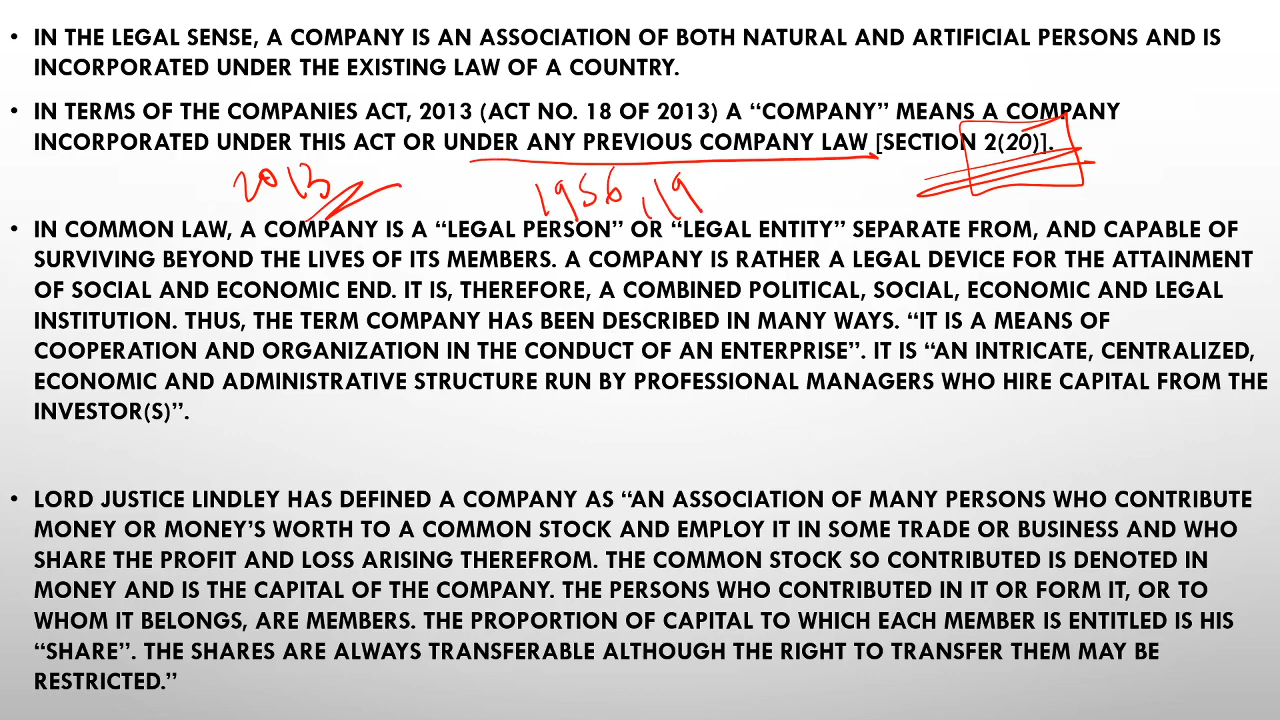 • IN THE LEGAL SENSE, A COMPANY IS AN ASSOCIATION OF BOTH NATURAL AND ARTIFICIAL PERSONS AND IS
INCORPORATED UNDER THE EXISTING LAW OF A COUNTRY.
• IN TERMS OF THE COMPANIES ACT, 2013 (ACT NO. 18 OF 2013) A “COMPANY” MEANS A COMPANY
INCORPORATED UNDER THIS ACT OR UNDER ANY PREVIOUS COMPANY LAW [SECTION 2(20)].
2013 1956, 119
• IN COMMON LAW, A COMPANY IS A “LEGAL PERSON” OR “LEGAL ENTITY” SEPARATE FROM, AND CAPABLE OF
SURVIVING BEYOND THE LIVES OF ITS MEMBERS. A COMPANY IS RATHER A LEGAL DEVICE FOR THE ATTAINMENT
OF SOCIAL AND ECONOMIC END. IT IS, THEREFORE, A COMBINED POLITICAL, SOCIAL, ECONOMIC AND LEGAL
INSTITUTION. THUS, THE TERM COMPANY HAS BEEN DESCRIBED IN MANY WAYS. “IT IS A MEANS OF
COOPERATION AND ORGANIZATION IN THE CONDUCT OF AN ENTERPRISE”. IT IS “AN INTRICATE, CENTRALIZED,
ECONOMIC AND ADMINISTRATIVE STRUCTURE RUN BY PROFESSIONAL MANAGERS WHO HIRE CAPITAL FROM THE
INVESTOR(S)”.
• LORD JUSTICE LINDLEY HAS DEFINED A COMPANY AS “AN ASSOCIATION OF MANY PERSONS WHO CONTRIBUTE
MONEY OR MONEY’S WORTH TO A COMMON STOCK AND EMPLOY IT IN SOME TRADE OR BUSINESS AND WHO
SHARE THE PROFIT AND LOSS ARISING THEREFROM. THE COMMON STOCK SO CONTRIBUTED IS DENOTED IN
MONEY AND IS THE CAPITAL OF THE COMPANY. THE PERSONS WHO CONTRIBUTED IN IT OR FORM IT, OR TO
WHOM IT BELONGS, ARE MEMBERS. THE PROPORTION OF CAPITAL TO WHICH EACH MEMBER IS ENTITLED IS HIS
“SHARE”. THE SHARES ARE ALWAYS TRANSFERABLE ALTHOUGH THE RIGHT TO TRANSFER THEM MAY BE
RESTRICTED.”